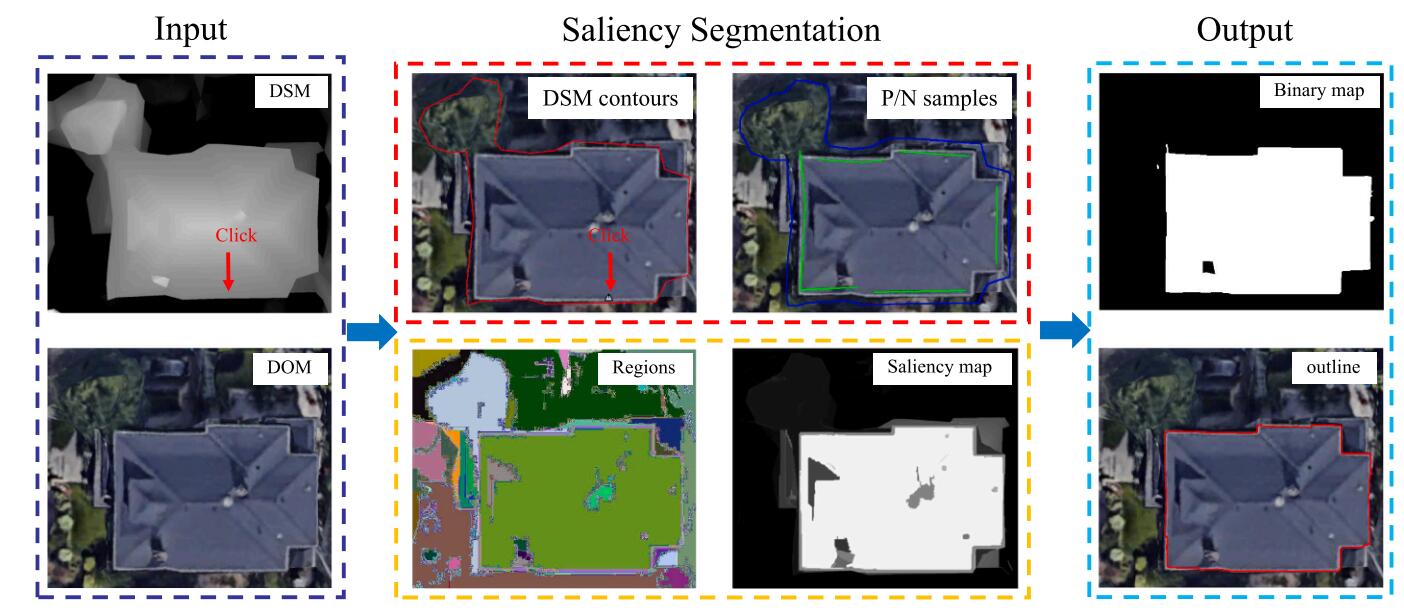 Input
Saliency Segmentation
Output
DSM
Click
DOM
DSM contours
Click
P/N samples
Regions
Saliency map
Binary map
outline